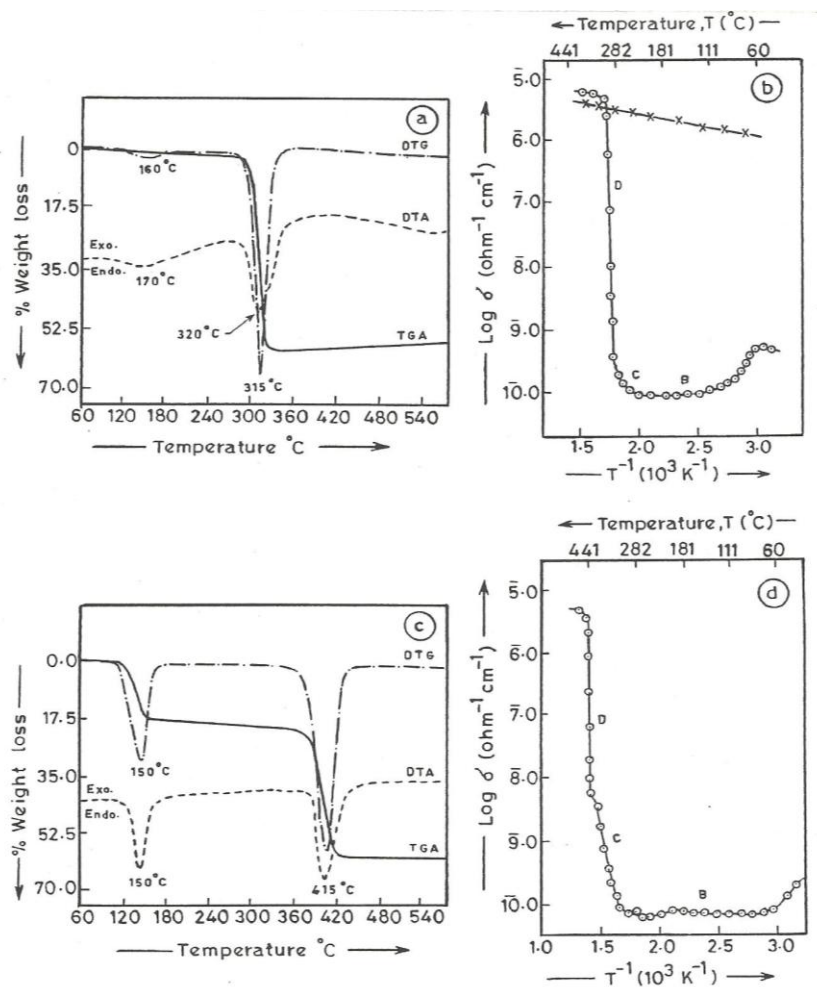 ← Temperature, T (°C) —
441 282 181 111 60
a
b
0
17.5
35.0
52.5
70.0
← % Weight loss —
160°C
DTG
DTA
Exo.
Endo.
170°C
320°C
TGA
315°C
60 120 180 240 300 360 420 480 540
— Temperature °C →
5̄.0
6̄.0
7.0
8.0
9̄.0
1̄0.0
— Log σ (ohm⁻¹ cm⁻¹) →
D
C
B
1.5 2.0 2.5 3.0
— T⁻¹ (10³ K⁻¹) →
← Temperature, T (°C) —
441 282 181 111 60
c
d
0.0
17.5
35.0
52.5
70.0
← % Weight loss —
DTG
150°C
DTA
Exo.
Endo.
TGA
150°C
415°C
60 120 180 240 300 360 420 480 540
— Temperature °C →
5̄.0
6̄.0
7̄.0
8̄.0
9̄.0
1̄0.0
— Log σ (ohm⁻¹ cm⁻¹) →
D
C
B
1.0 1.5 2.0 2.5 3.0
— T⁻¹ (10³ K⁻¹) →